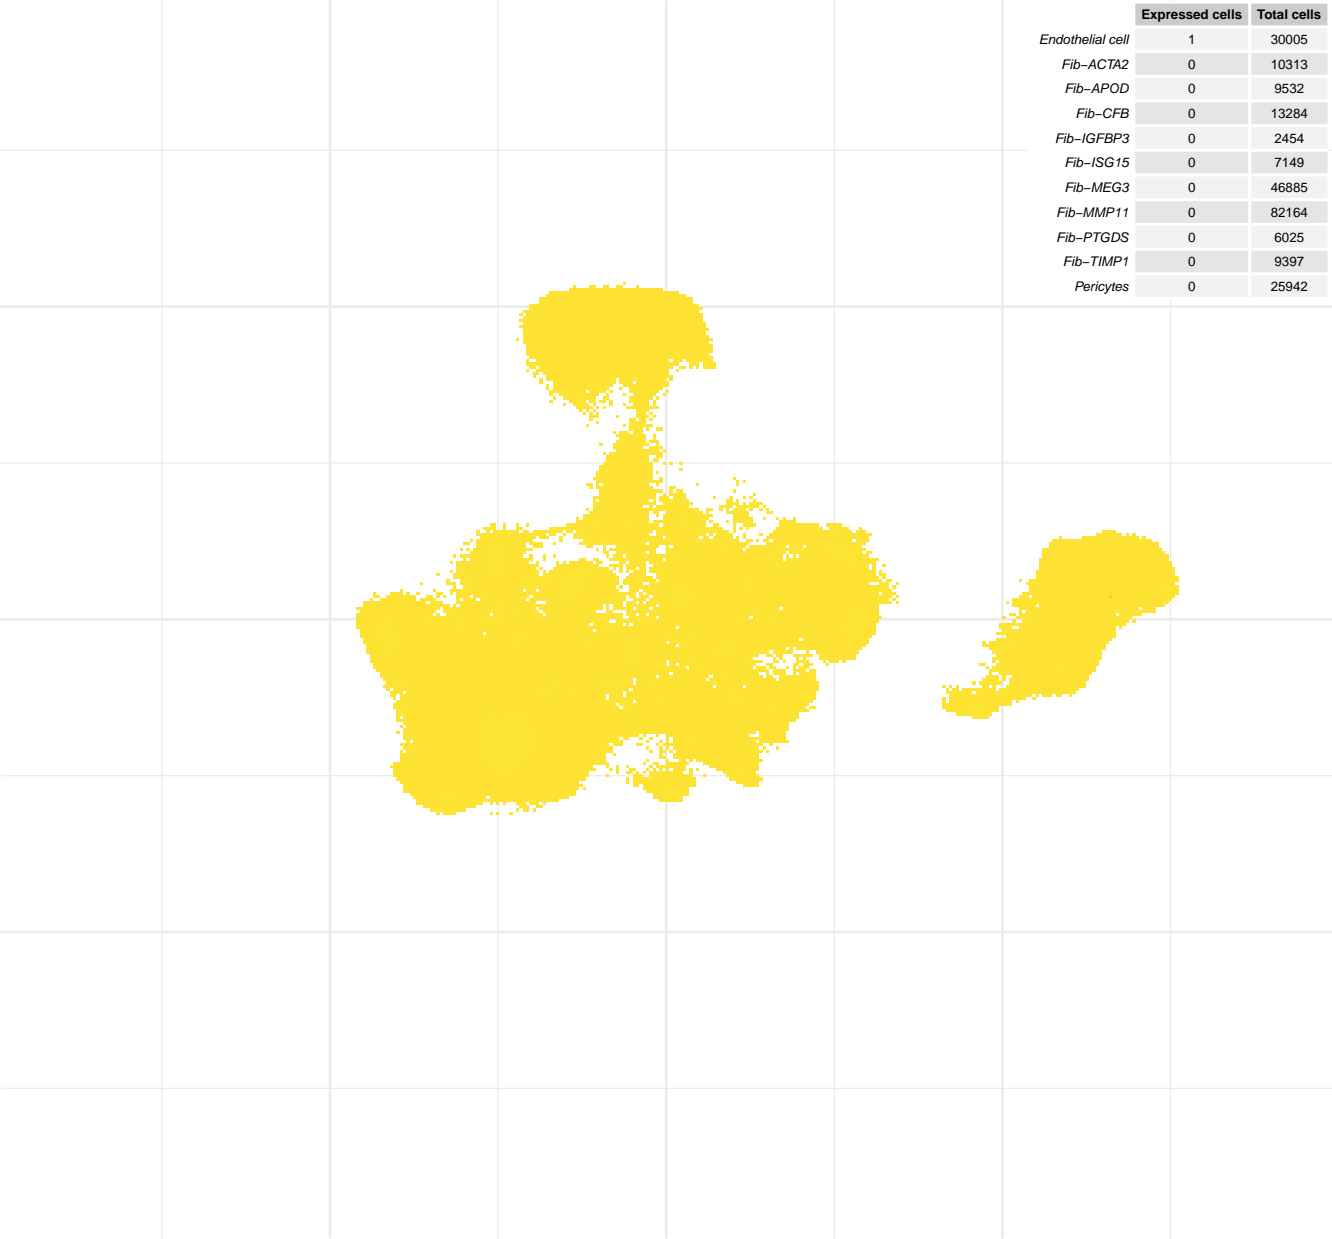 Expressed cells Total cells
Endothelial cell 1 30005
Fib−ACTA2 0 10313
Fib−APOD 0 9532
Fib−CFB 0 13284
Fib−IGFBP3 0 2454
Fib−ISG15 0 7149
Fib−MEG3 0 46885
Fib−MMP11 0 82164
Fib−PTGDS 0 6025
Fib−TIMP1 0 9397
Pericytes 0 25942